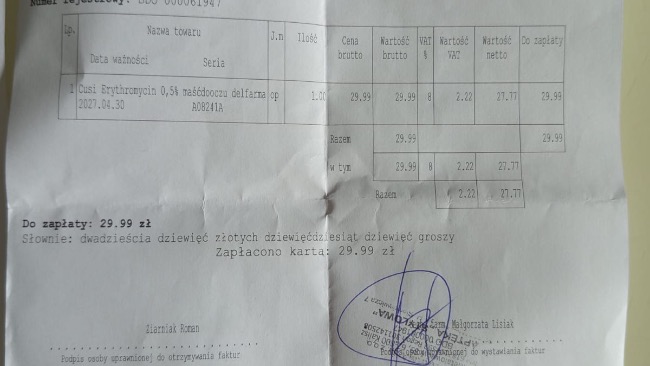 Numer rejestrowy: BDO 000061947
Lp. Nazwa towaru J.m Ilość Cena brutto Wartość brutto VAT % Wartość VAT Wartość netto Do zapłaty
Data ważności Seria
1 Cusi Erythromycin 0,5% maśćdooczu delfarma op 1.00 29.99 29.99 8 2.22 27.77 29.99
2027.04.30 A08241A
Razem 29.99 29.99
w tym 29.99 8 2.22 27.77
Razem 2.22 27.77
Do zapłaty: 29.99 zł
Słownie: dwadzieścia dziewięć złotych dziewięćdziesiąt dziewięć groszy
Zapłacono kartą: 29.99 zł
Ziarniak Roman
Farm. Małgorzata Lisiak
Podpis osoby uprawnionej do otrzymywania faktur
Podpis osoby uprawnionej do wystawiania faktur
APTEKA